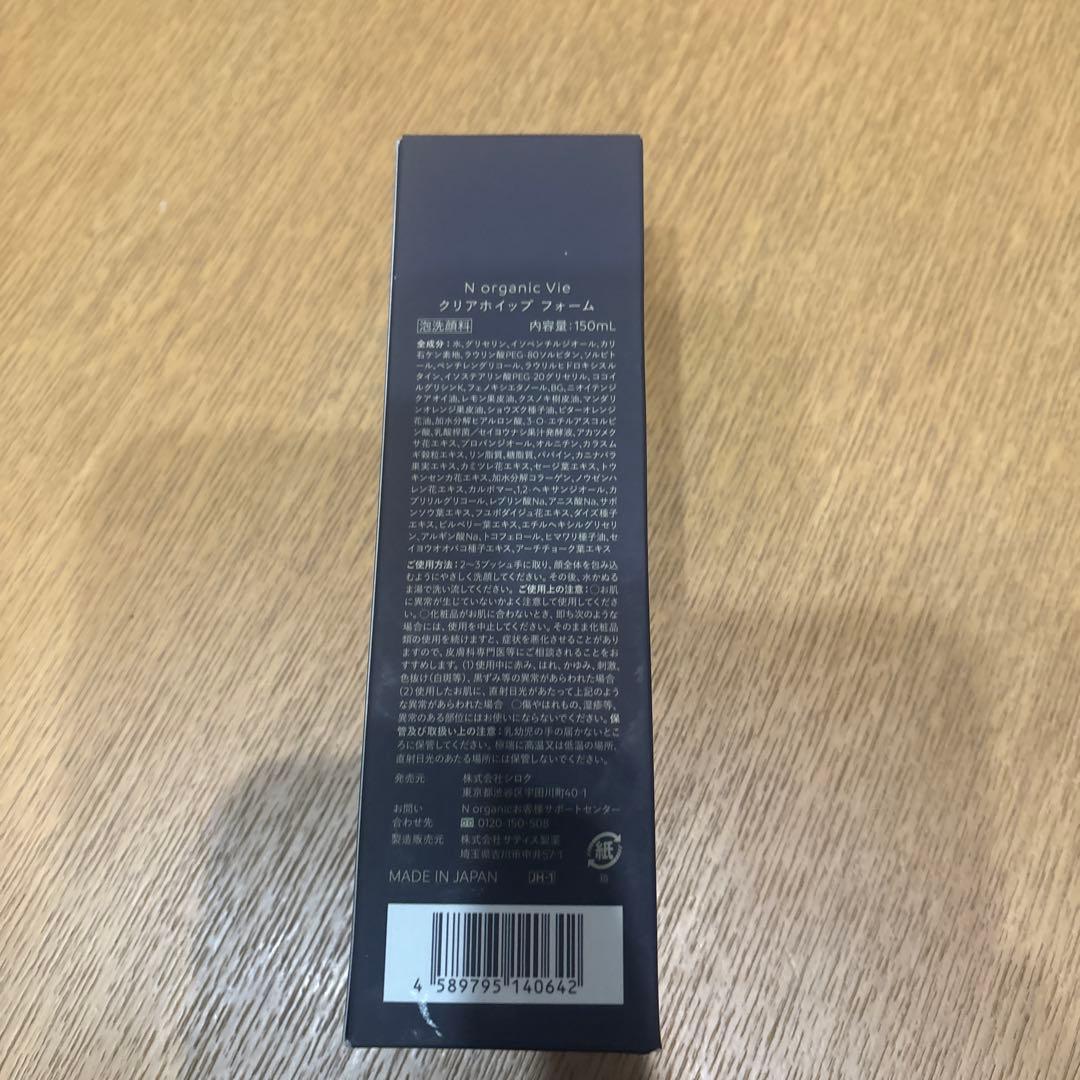 N organic Vie
クリアホイップ フォーム
泡洗顔料 内容量:150mL
全成分:水、グリセリン、イソペンチルジオール、カリ
石ケン素地、ラウリン酸PEG-80ソルビタン、ソルビト
ール、ペンチレングリコール、ラウリルヒドロキシスル
タイン、イソステアリン酸PEG-20グリセリル、ココイ
ルグリシンK、フェノキシエタノール、BG、ニオイテンジ
クアオイ油、レモン果皮油、クスノキ樹皮油、マンダリ
ンオレンジ果皮油、ショウズク種子油、ビターオレンジ
花油、加水分解ヒアルロン酸、3-O-エチルアスコルビ
ン酸、乳酸桿菌/セイヨウナシ果汁発酵液、アカツメク
サ花エキス、プロパンジオール、オルニチン、カラスム
ギ穀粒エキス、リン脂質、糖脂質、パパイン、カニナバラ
果実エキス、カミツレ花エキス、セージ葉エキス、トウ
キンセンカ花エキス、加水分解コラーゲン、ノウゼンハ
レン花エキス、カルボマー、1,2-ヘキサンジオール、カ
プリリルグリコール、レブリン酸Na、アニス酸Na、サボ
ンソウ葉エキス、フユボダイジュ花エキス、ダイズ種子
エキス、ビルベリー葉エキス、エチルヘキシルグリセリ
ン、アルギン酸Na、トコフェロール、ヒマワリ種子油、セ
イヨウオオバコ種子エキス、アーチチョーク葉エキス
ご使用方法:2~3プッシュ手に取り、顔全体を包み込
むようにやさしく洗顔してください。その後、水かぬる
ま湯で洗い流してください。 ご使用上の注意:○お肌
に異常が生じていないかよく注意して使用してくださ
い。○化粧品がお肌に合わないとき、即ち次のような
場合には、使用を中止してください。そのまま化粧品
類の使用を続けますと、症状を悪化させることがあり
ますので、皮膚科専門医等にご相談されることをお
すすめします。(1)使用中に赤み、はれ、かゆみ、刺激、
色抜け(白斑等)、黒ずみ等の異常があらわれた場合
(2)使用したお肌に、直射日光があたって上記のよう
な異常があらわれた場合 ○傷やはれもの、湿疹等、
異常のある部位にはお使いにならないでください。保
管及び取扱い上の注意:乳幼児の手の届かないとこ
ろに保管してください。極端に高温又は低温の場所、
直射日光のあたる場所には保管しないでください。
発売元 株式会社シロク
東京都渋谷区宇田川町40-1
お問い N organicお客様サポートセンター
合わせ先 0120-150-508
製造販売元 株式会社サティス製薬
埼玉県吉川市中井57-1
紙
箱
MADE IN JAPAN JH-1
4 589795 140642